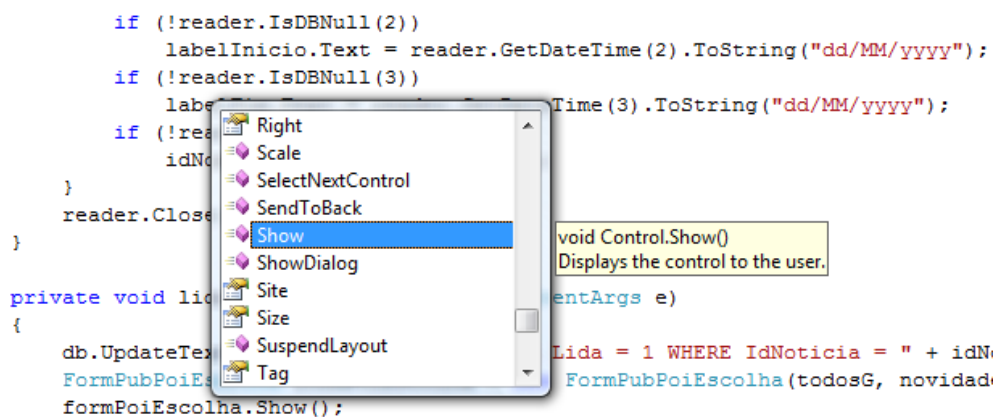 if (!reader.IsDBNull(2))
labelInicio.Text = reader.GetDateTime(2).ToString("dd/MM/yyyy");
if (!reader.IsDBNull(3))
Time(3).ToString("dd/MM/yyyy");
Right
if (!rea
Scale
SelectNextControl
}
SendToBack
reader.Close
Show
void Control.Show()
}
ShowDialog
Displays the control to the user.
Site
private void lid
entArgs e)
Size
{
SuspendLayout
db.UpdateTex
Lida = 1 WHERE IdNoticia = " + idNo
Tag
FormPubPoiEs
FormPubPoiEscolha(todosG, novidade
formPoiEscolha.Show();